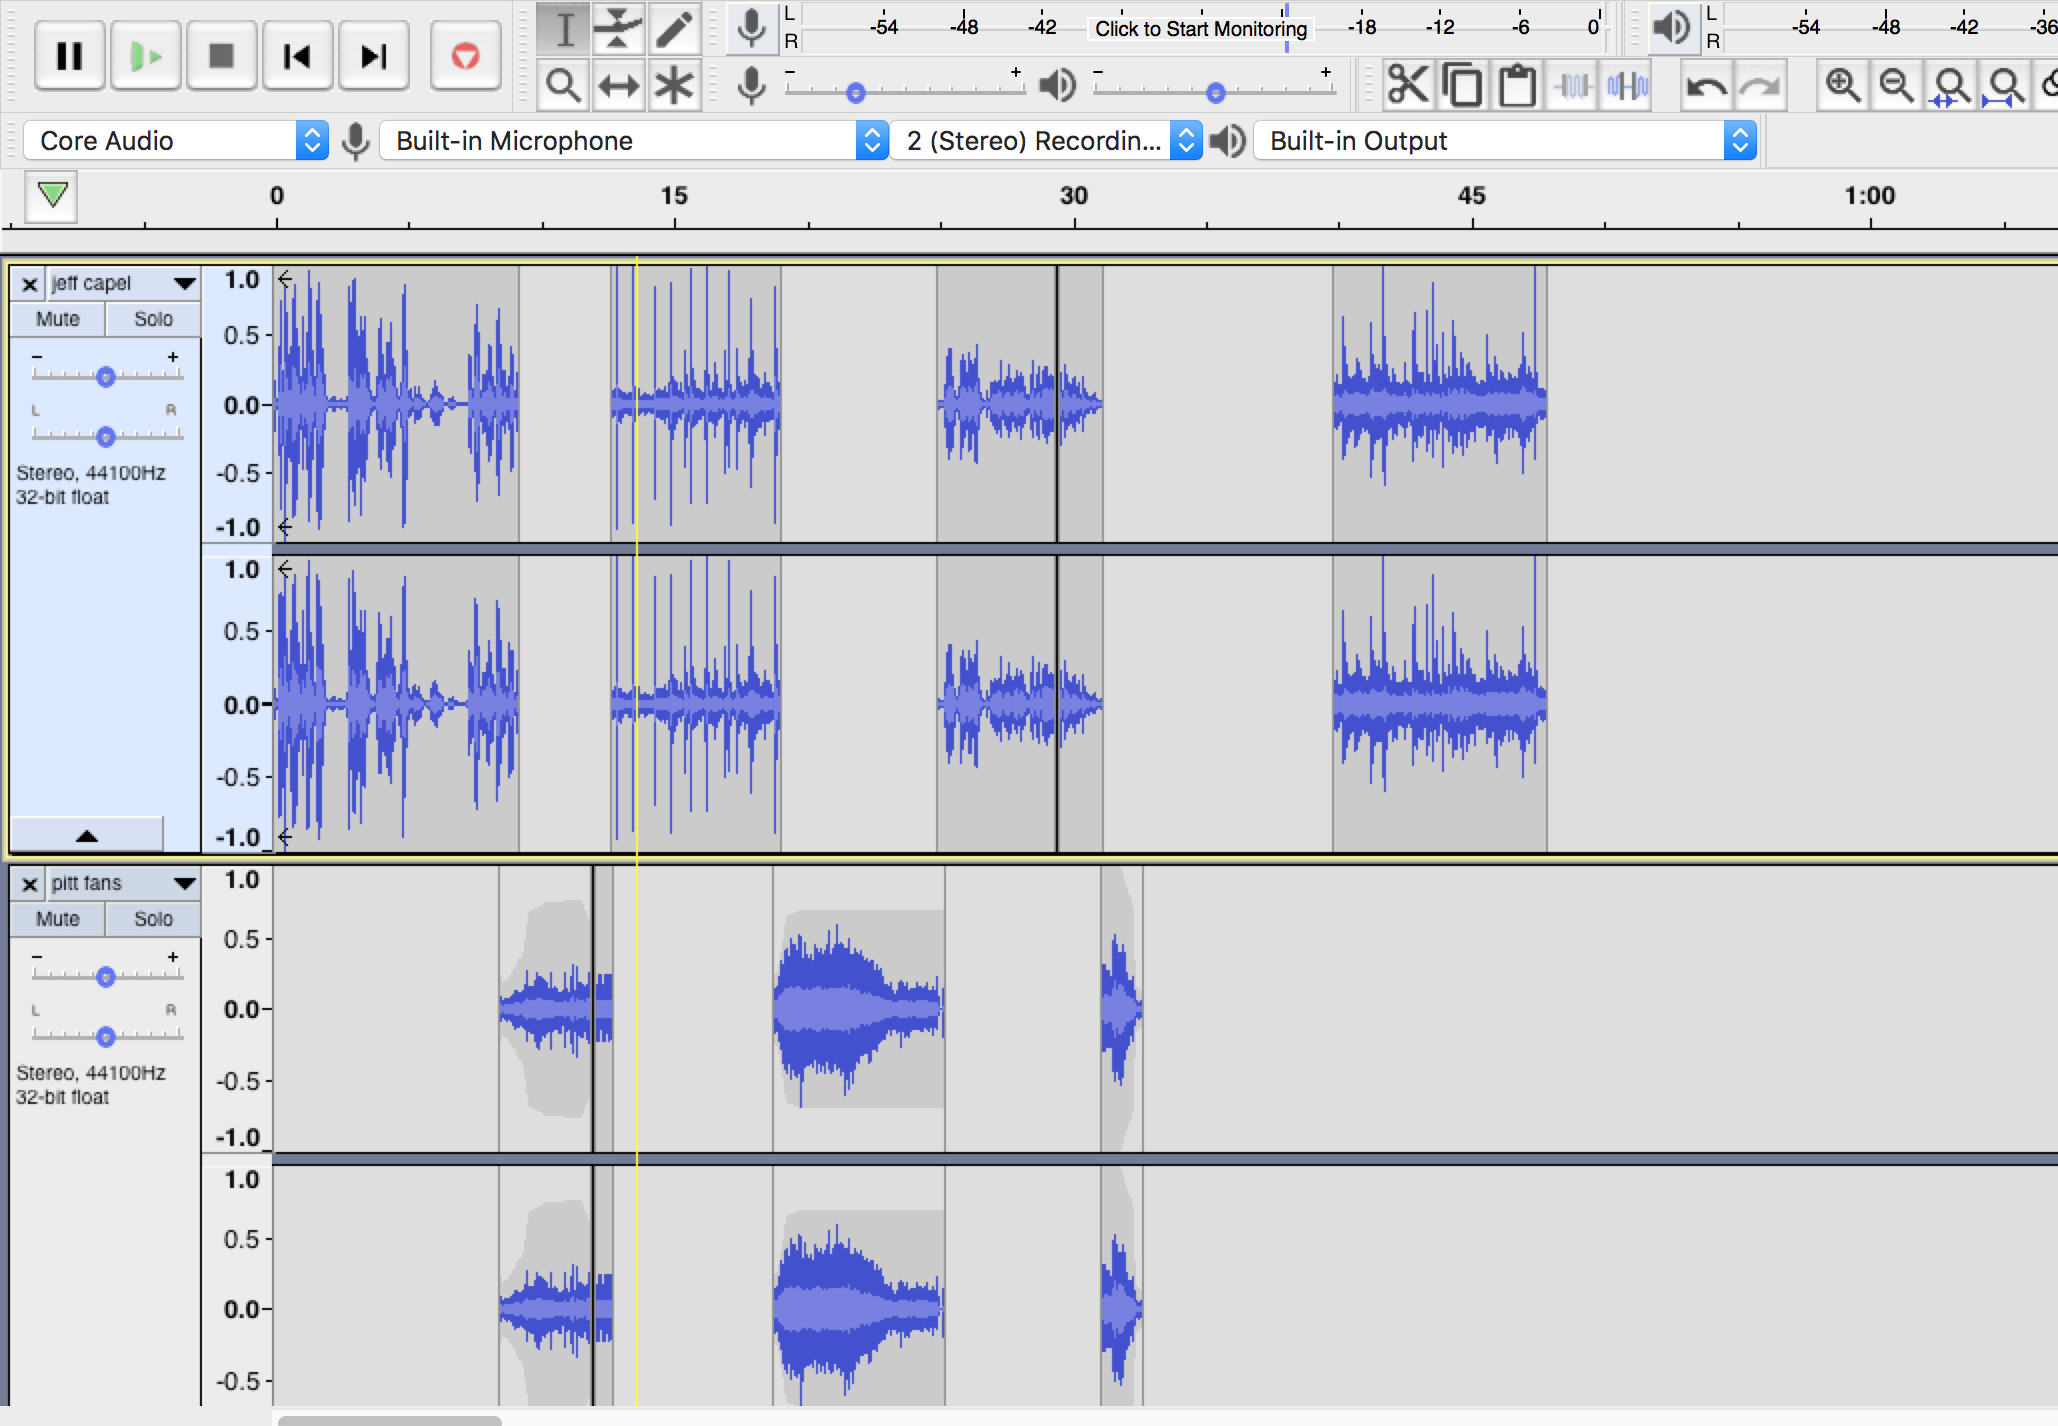 L
R
-54 -48 -42 Click to Start Monitoring -18 -12 -6 0
L
R
-54 -48 -42 -36
- +
- +
Core Audio
Built-in Microphone
2 (Stereo) Recordin...
Built-in Output
0 15 30 45 1:00
jeff capel
Mute Solo
- +
L R
Stereo, 44100Hz
32-bit float
1.0
0.5
0.0
-0.5
-1.0
1.0
0.5
0.0
-0.5
-1.0
pitt fans
Mute Solo
- +
L R
Stereo, 44100Hz
32-bit float
1.0
0.5
0.0
-0.5
-1.0
1.0
0.5
0.0
-0.5